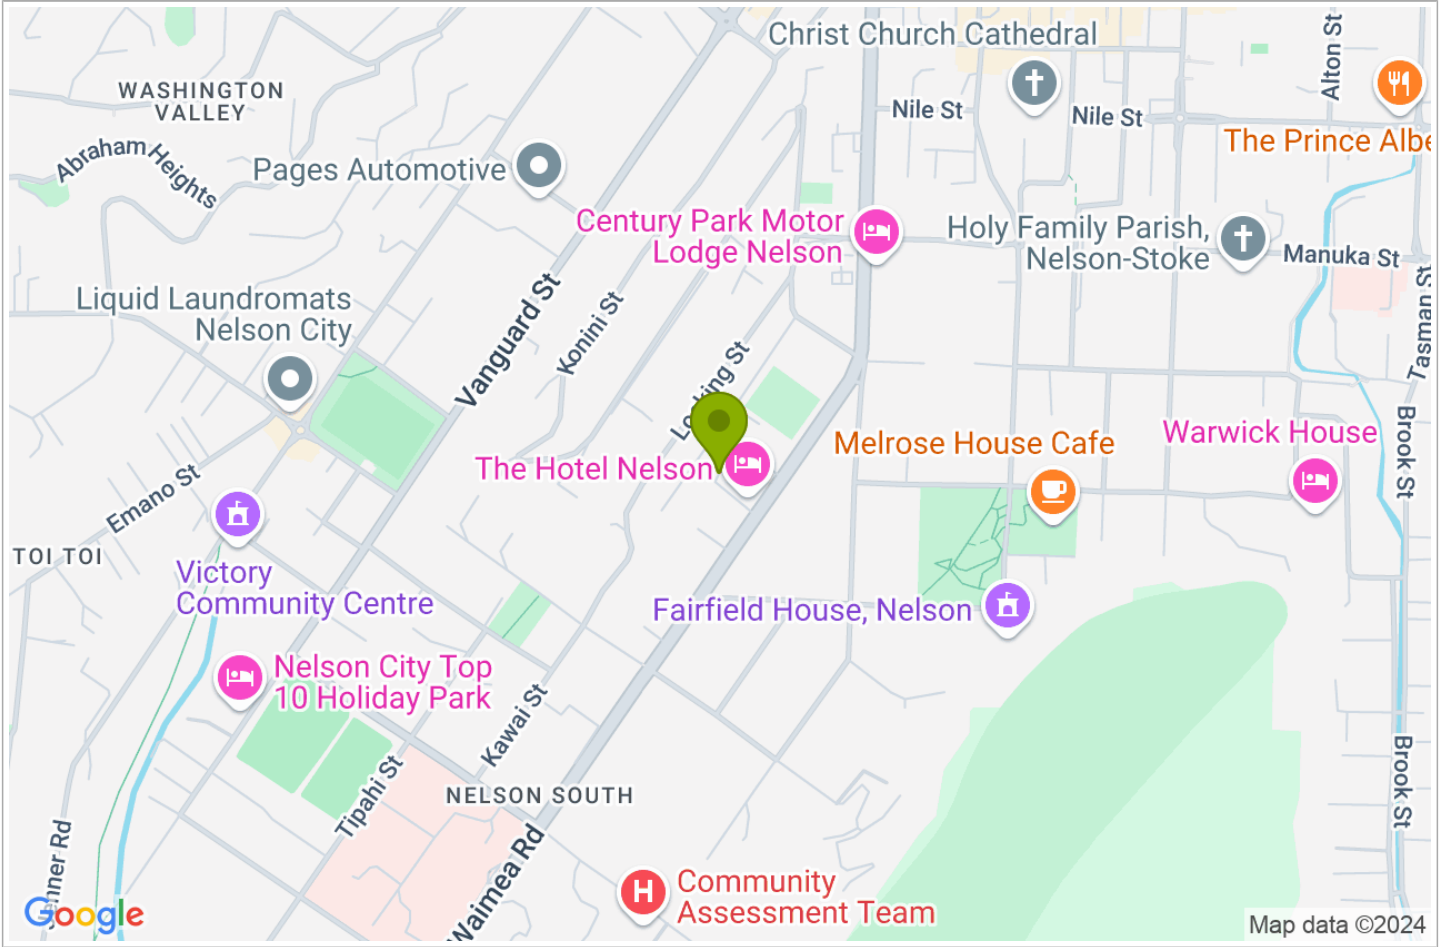 Christ Church Cathedral
Alton St
WASHINGTON
VALLEY
Nile St
Nile St
The Prince Albe
Abraham Heights
Pages Automotive
Century Park Motor
Lodge Nelson
Holy Family Parish,
Nelson-Stoke
Manuka St
Liquid Laundromats
Nelson City
Vanguard St
Konini St
Tasman St
Warwick House
Melrose House Cafe
The Hotel Nelson
Brook St
Emano St
TOI TOI
Victory
Community Centre
Fairfield House, Nelson
Nelson City Top
10 Holiday Park
Kawai St
Tipahi St
NELSON SOUTH
Brook St
Waimea Rd
H
Community
Assessment Team
Google
Map data ©2024